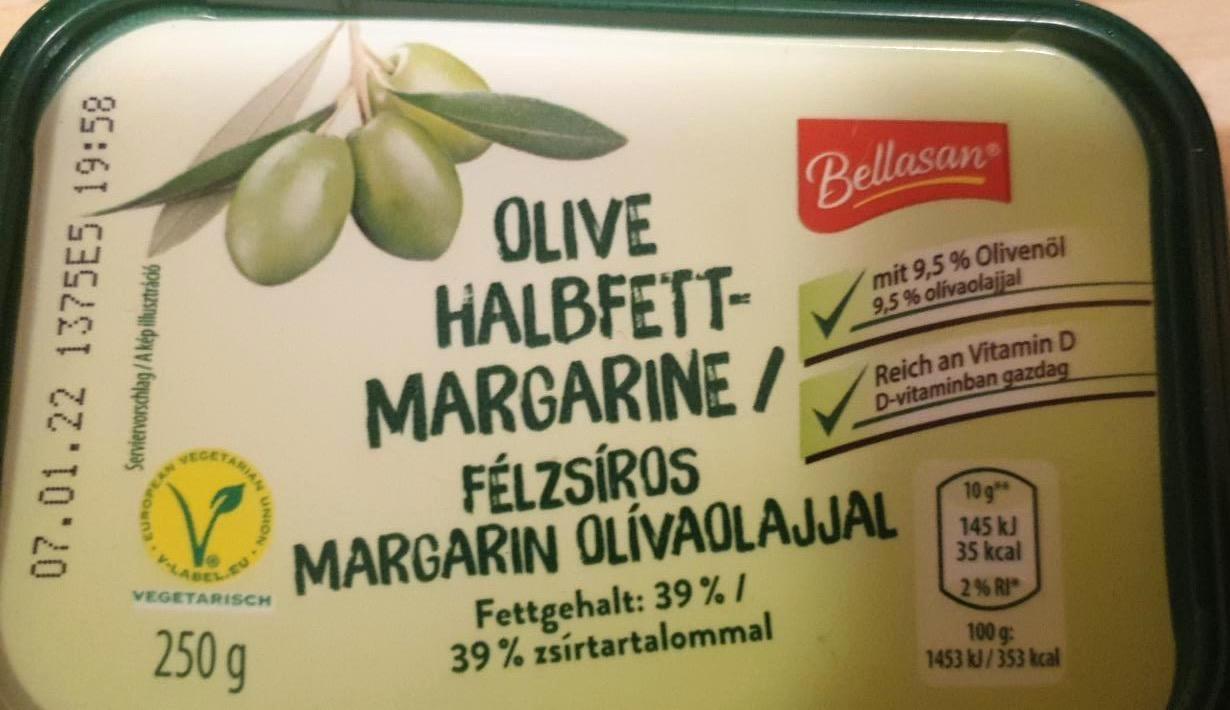 07.01.22 1375E5 19:58
Serviervorschlag / A kép illusztráció
Bellasan®
OLIVE
HALBFETT-
MARGARINE /
FÉLZSÍROS
MARGARIN OLÍVAOLAJJAL
Fettgehalt: 39 % /
39 % zsírtartalommal
mit 9,5 % Olivenöl
9,5 % olívaolajjal
Reich an Vitamin D
D-vitaminban gazdag
EUROPEAN VEGETARIAN UNION
V-LABEL.EU
VEGETARISCH
250 g
10 g**
145 kJ
35 kcal
2 % RI*
100 g:
1453 kJ / 353 kcal